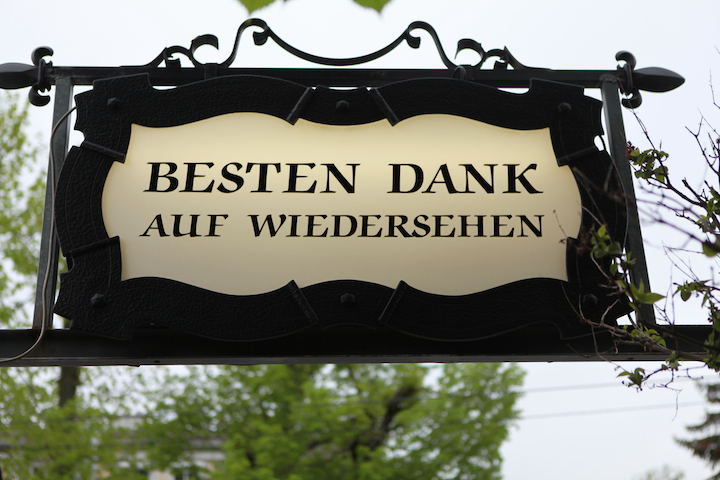 BESTEN DANK
AUF WIEDERSEHEN